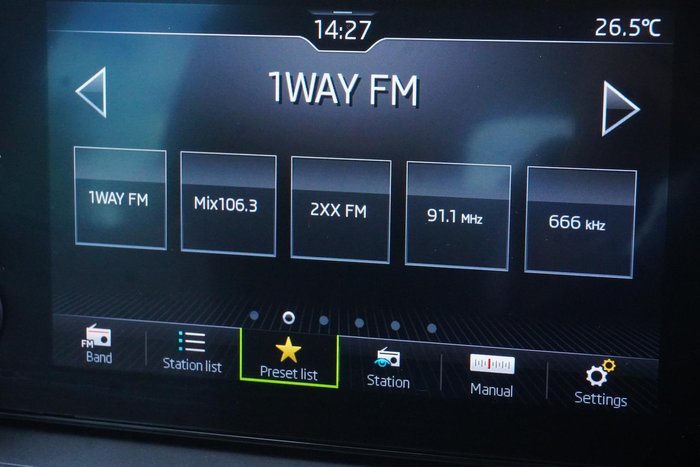 14:27
26.5°C
1WAY FM
1WAY FM
Mix106.3
2XX FM
91.1 MHz
666 kHz
FM
Band
Station list
Preset list
Station
Manual
Settings